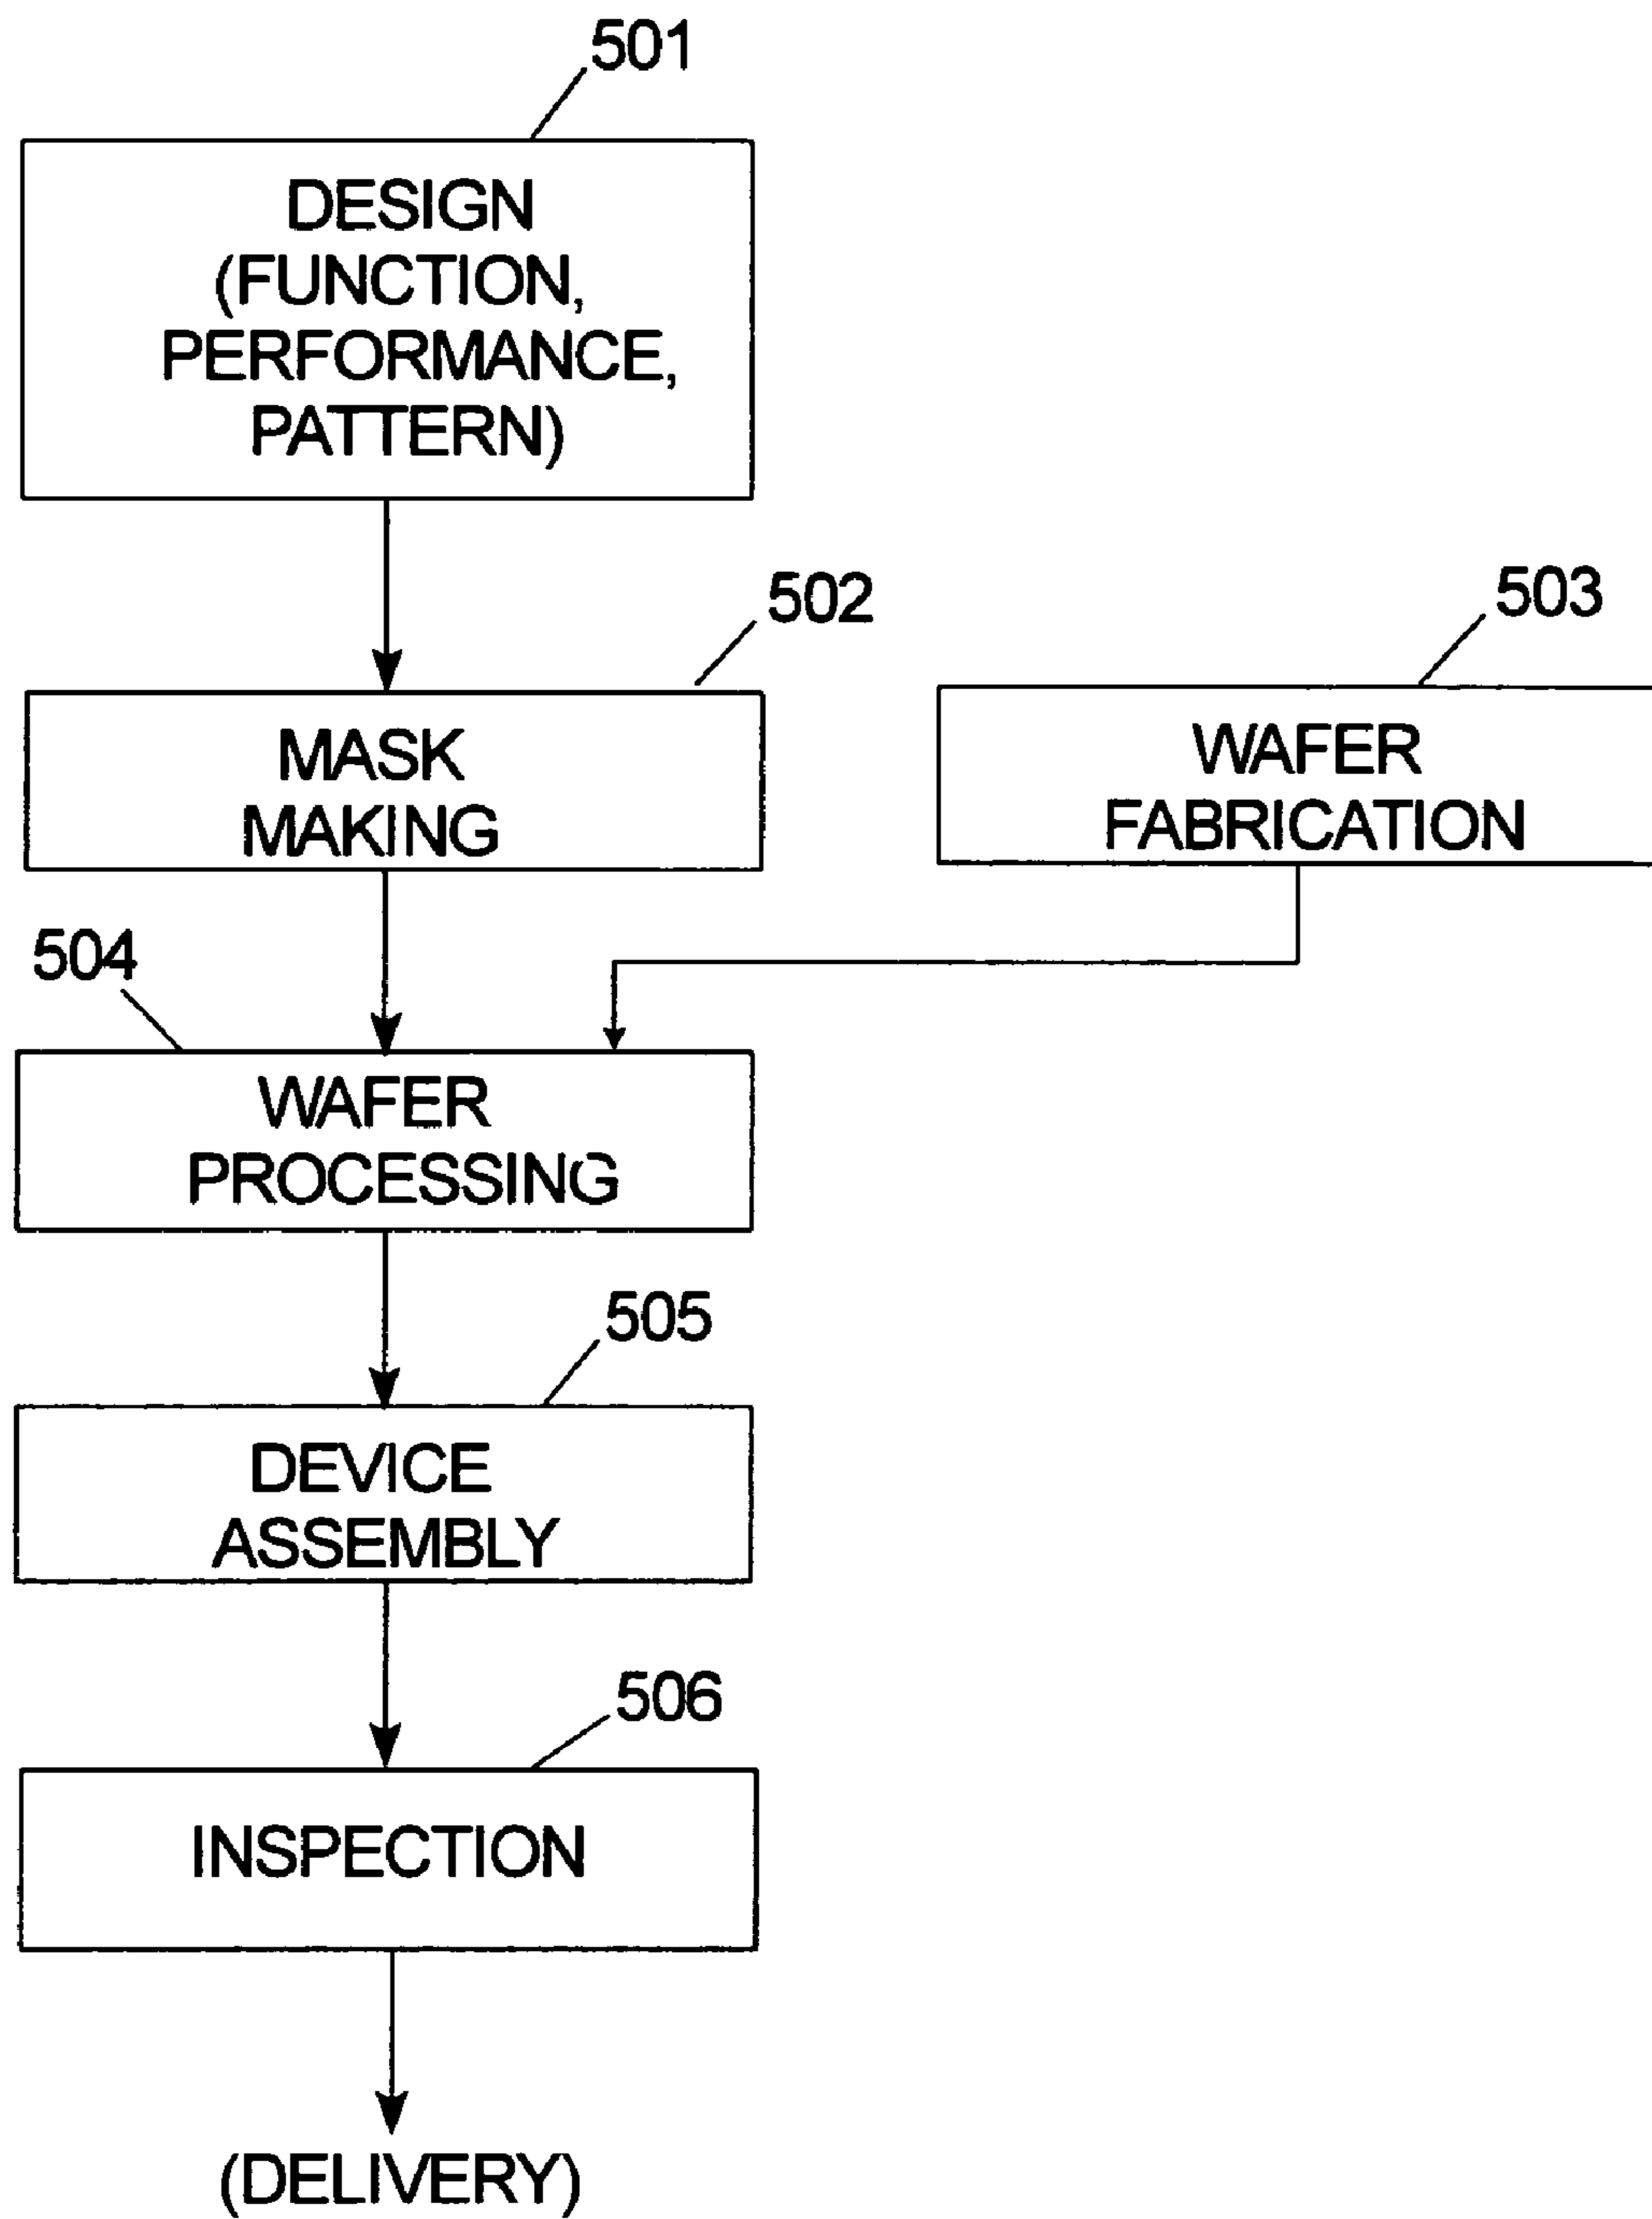 501
DESIGN
(FUNCTION,
PERFORMANCE,
PATTERN)
502
503
MASK
MAKING
WAFER
FABRICATION
504
WAFER
PROCESSING
505
DEVICE
ASSEMBLY
506
INSPECTION
(DELIVERY)